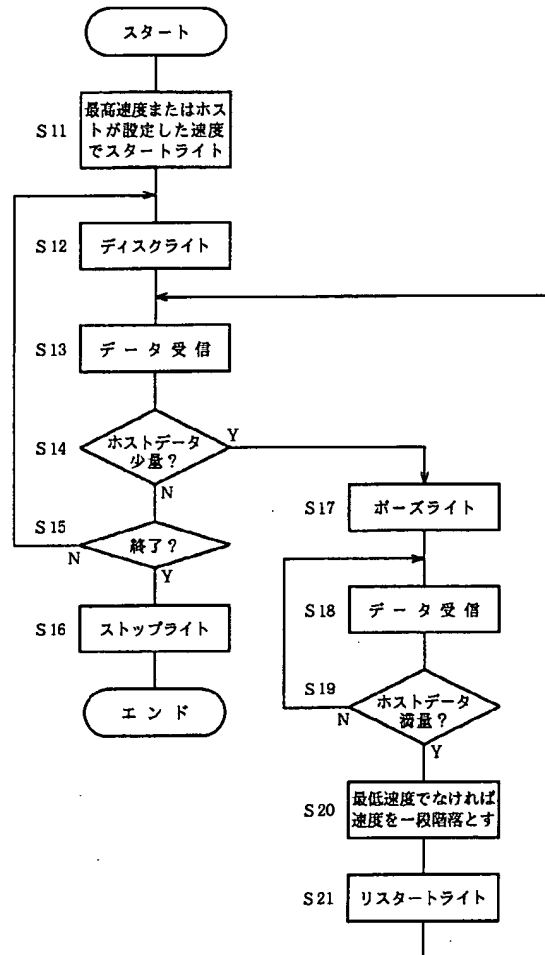 スタート
S11
最高速度またはホス
トが設定した速度
でスタートライト
S12
ディスクライト
S13
データ受信
S14
ホストデータ
少量?
Y
N
S15
終了?
N
Y
S16
ストップライト
エンド
S17
ポーズライト
S18
データ受信
S19
ホストデータ
満量?
N
Y
S20
最低速度でなければ
速度を一段階落とす
S21
リスタートライト